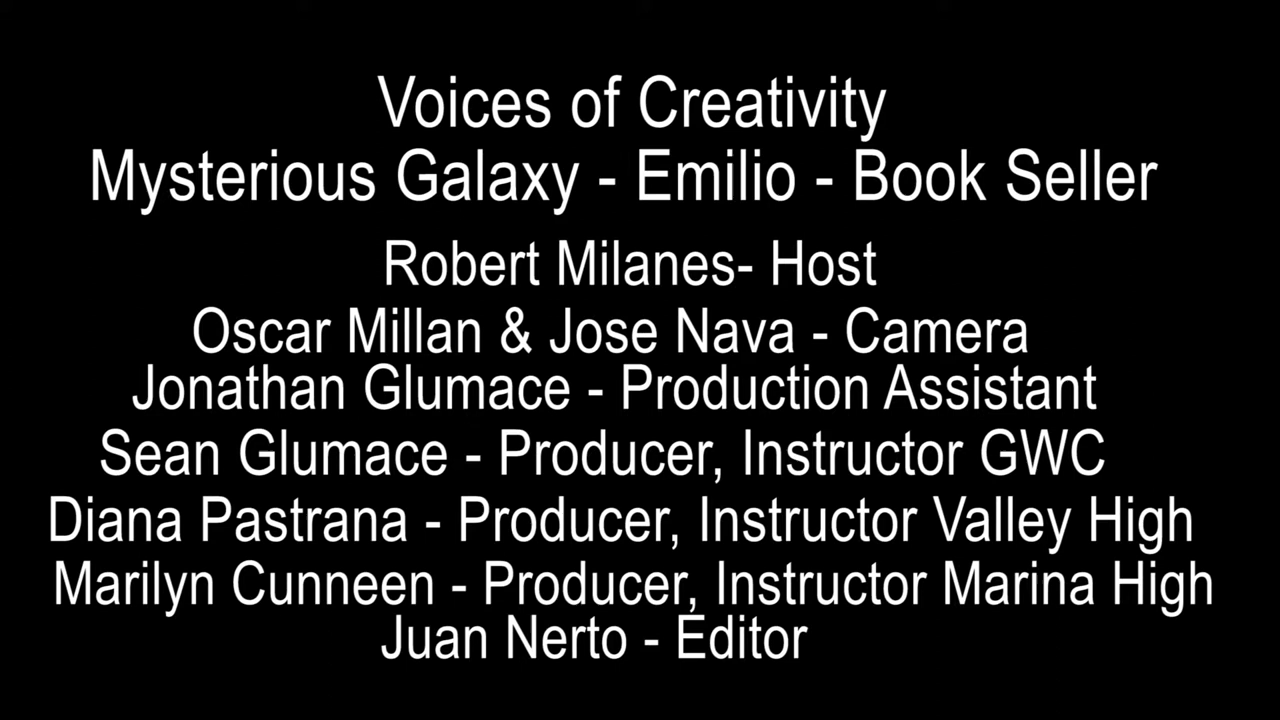 Voices of Creativity
Mysterious Galaxy - Emilio - Book Seller
Robert Milanes- Host
Oscar Millan & Jose Nava - Camera
Jonathan Glumace - Production Assistant
Sean Glumace - Producer, Instructor GWC
Diana Pastrana - Producer, Instructor Valley High
Marilyn Cunneen - Producer, Instructor Marina High
Juan Nerto - Editor